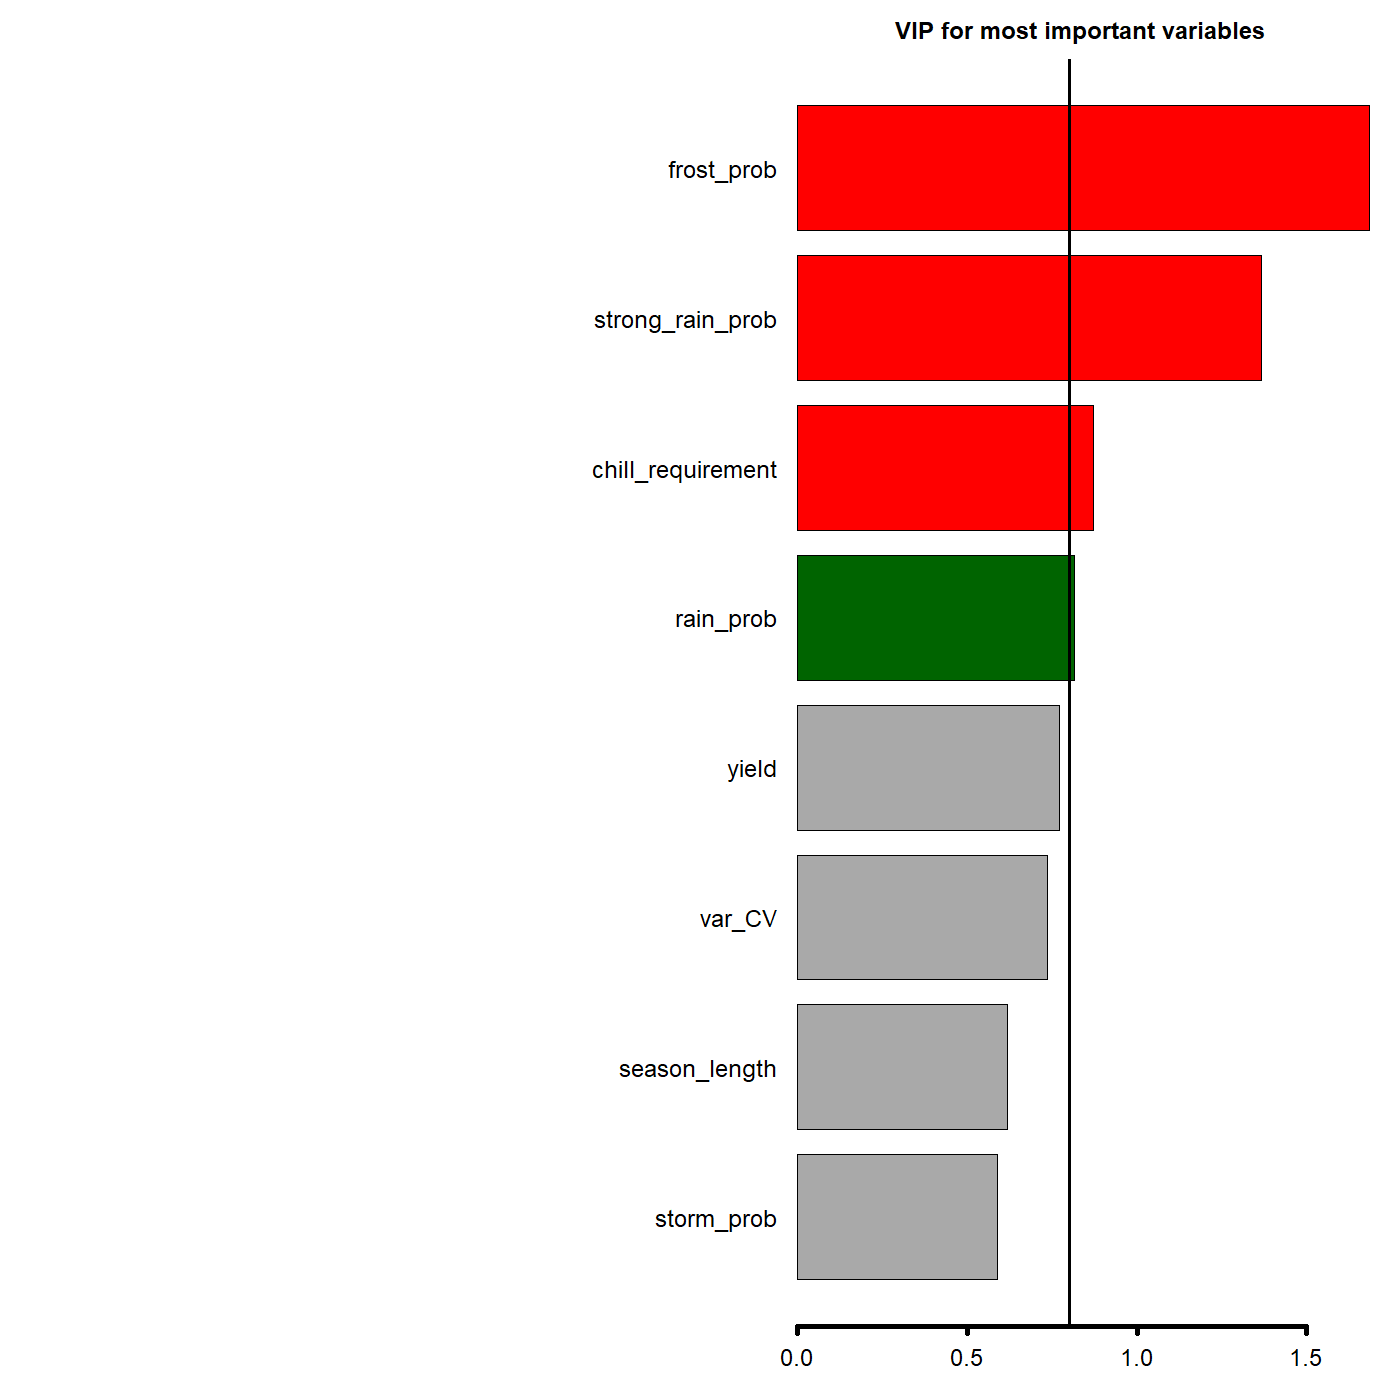 VIP for most important variables
frost_prob
strong_rain_prob
chill_requirement
rain_prob
yield
var_CV
season_length
storm_prob
0.0 0.5 1.0 1.5